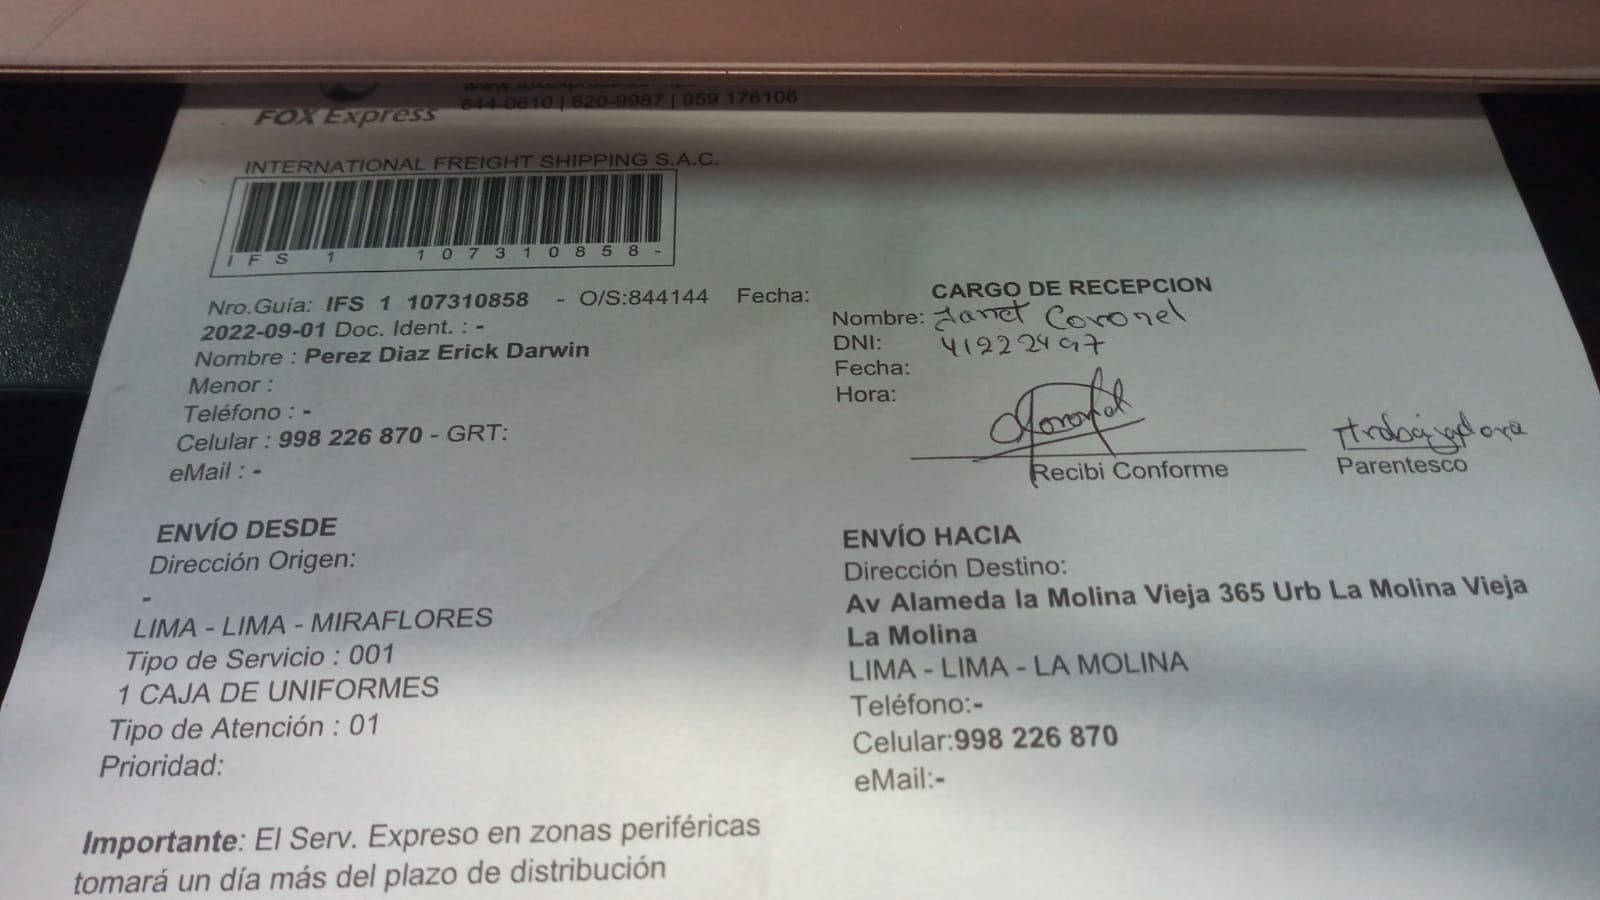 FOX Express
644-0610 | 620-9987 | 959 176106
INTERNATIONAL FREIGHT SHIPPING S.A.C.
IFS 1 107310858-
Nro.Guía: IFS 1 107310858 - O/S:844144 Fecha:
2022-09-01 Doc. Ident. : -
Nombre : Perez Diaz Erick Darwin
Menor :
Teléfono : -
Celular : 998 226 870 - GRT:
eMail : -
CARGO DE RECEPCION
Nombre: Janet Coronel
DNI: 41222497
Fecha:
Hora:
Coronel
Recibi Conforme
trabajadora
Parentesco
ENVÍO DESDE
Dirección Origen:
-
LIMA - LIMA - MIRAFLORES
Tipo de Servicio : 001
1 CAJA DE UNIFORMES
Tipo de Atención : 01
Prioridad:
ENVÍO HACIA
Dirección Destino:
Av Alameda la Molina Vieja 365 Urb La Molina Vieja
La Molina
LIMA - LIMA - LA MOLINA
Teléfono:-
Celular:998 226 870
eMail:-
Importante: El Serv. Expreso en zonas periféricas
tomará un día más del plazo de distribución